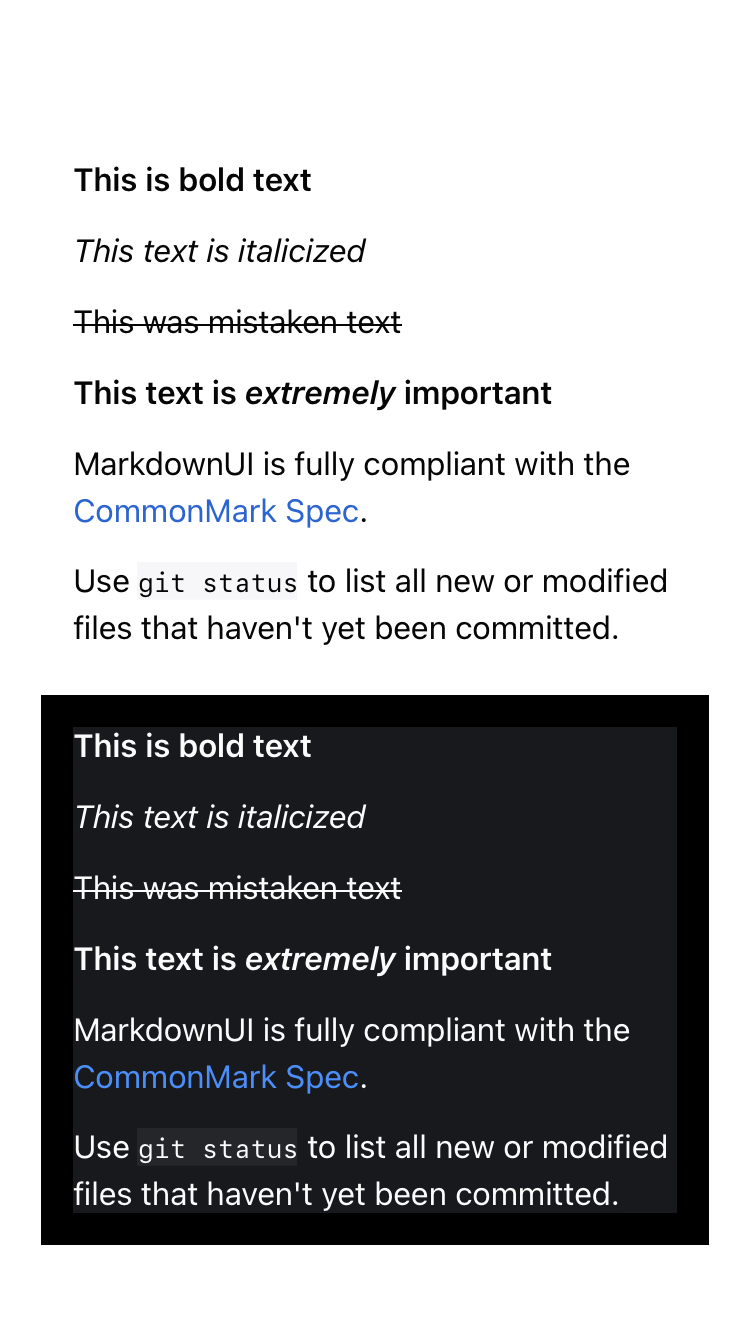 This is bold text
This text is italicized
This was mistaken text
This text is extremely important
MarkdownUI is fully compliant with the
CommonMark Spec.
Use git status to list all new or modified
files that haven't yet been committed.
This is bold text
This text is italicized
This was mistaken text
This text is extremely important
MarkdownUI is fully compliant with the
CommonMark Spec.
Use git status to list all new or modified
files that haven't yet been committed.